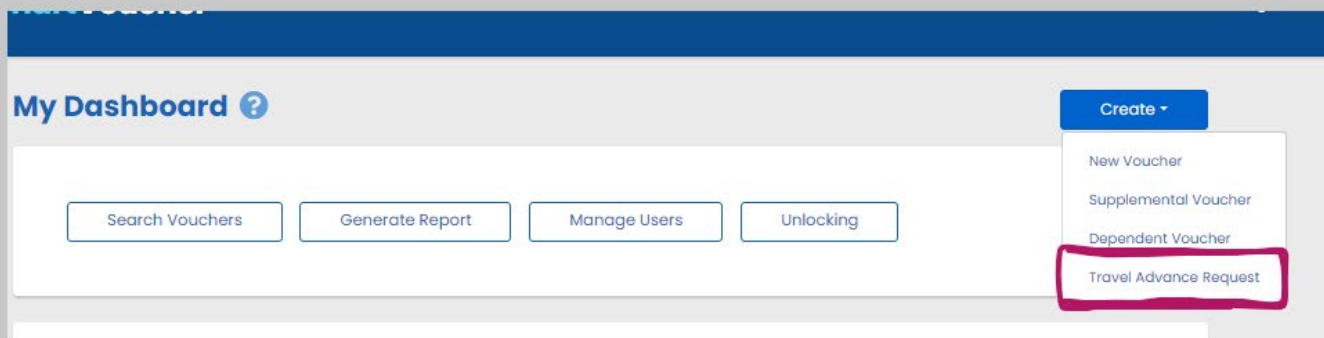 My Dashboard ?
Create
New Voucher
Supplemental Voucher
Dependent Voucher
Travel Advance Request
Search Vouchers
Generate Report
Manage Users
Unlocking